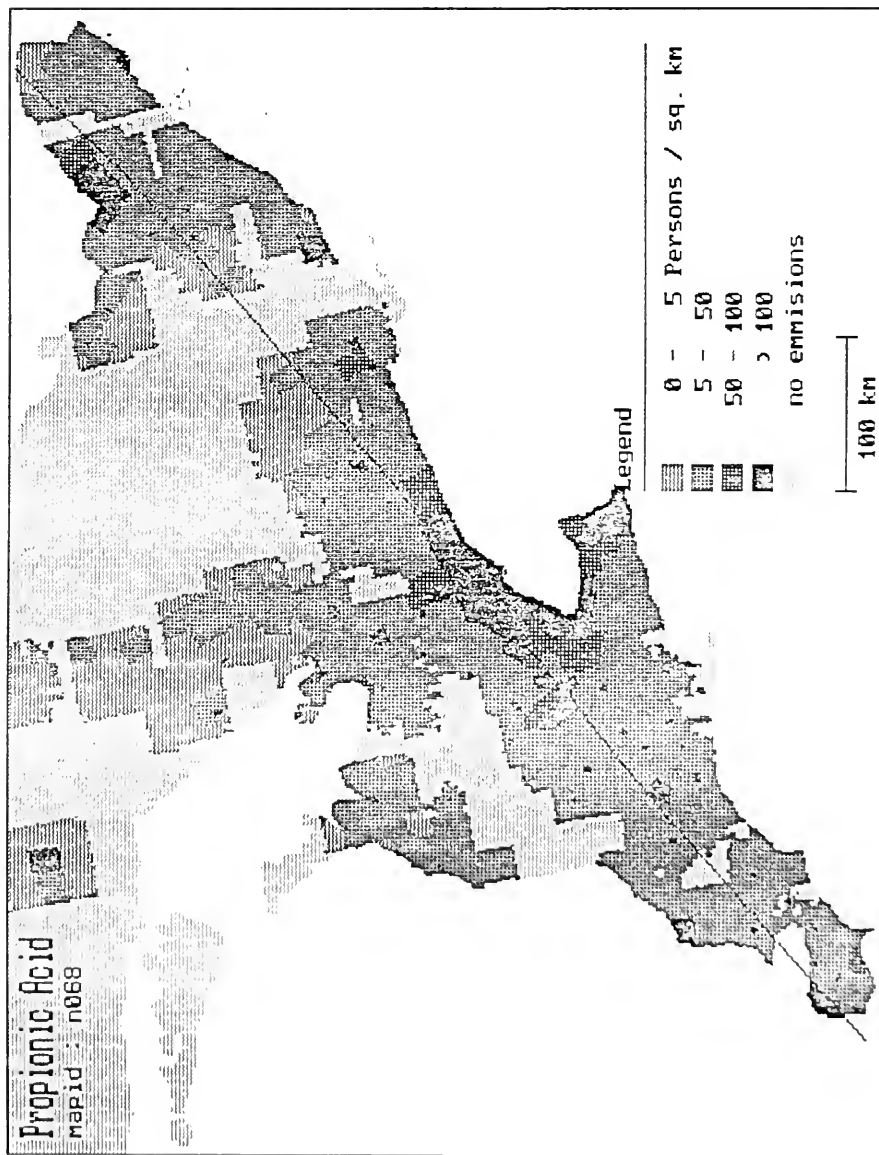 Propionic Acid
Mapid : n068
Legend
0 - 5 Persons / sq. km
5 - 50
50 - 100
> 100
no emmisions
100 km